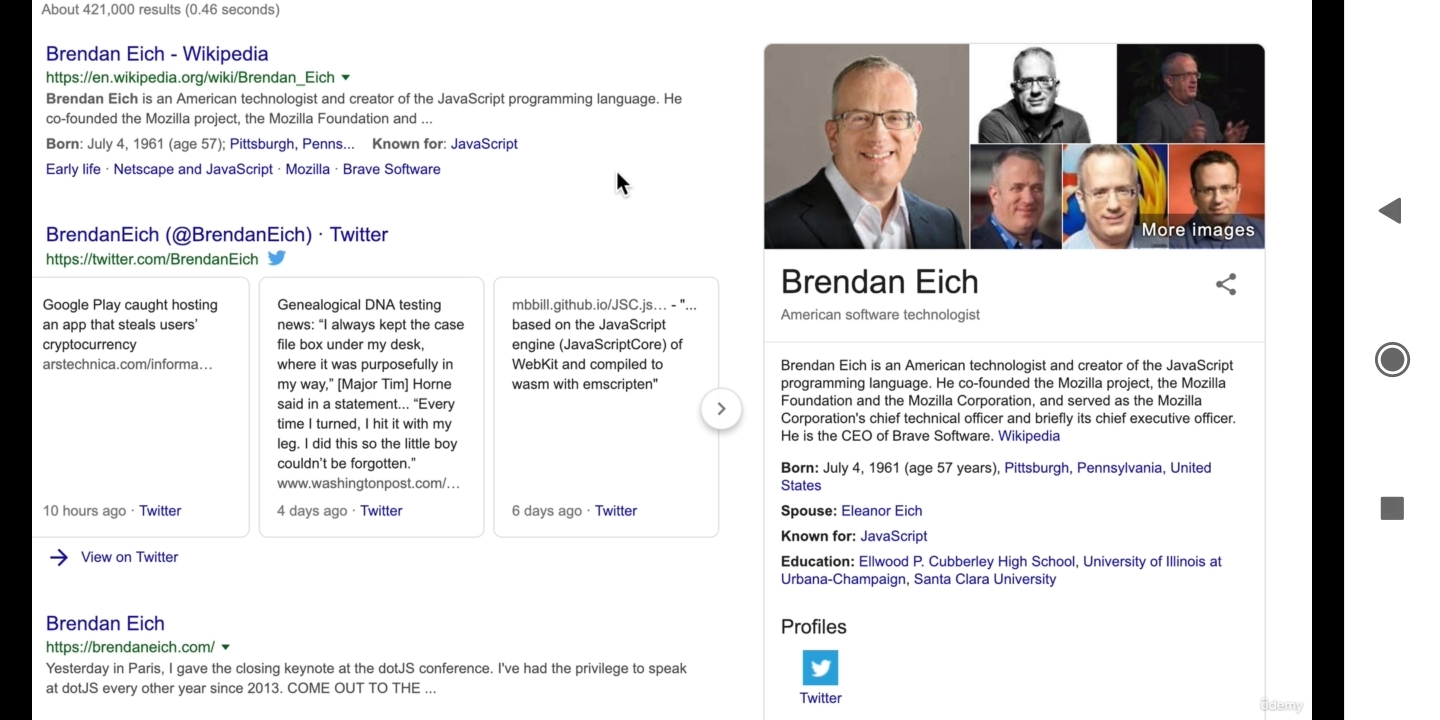 About 421,000 results (0.46 seconds)
Brendan Eich - Wikipedia
https://en.wikipedia.org/wiki/Brendan_Eich
Brendan Eich is an American technologist and creator of the JavaScript programming language. He
co-founded the Mozilla project, the Mozilla Foundation and ...
Born: July 4, 1961 (age 57); Pittsburgh, Penns... Known for: JavaScript
Early life · Netscape and JavaScript · Mozilla · Brave Software
BrendanEich (@BrendanEich) · Twitter
https://twitter.com/BrendanEich
Google Play caught hosting
an app that steals users’
cryptocurrency
arstechnica.com/informa…
10 hours ago · Twitter
Genealogical DNA testing
news: “I always kept the case
file box under my desk,
where it was purposefully in
my way,” [Major Tim] Horne
said in a statement... “Every
time I turned, I hit it with my
leg. I did this so the little boy
couldn’t be forgotten.”
www.washingtonpost.com/…
4 days ago · Twitter
mbbill.github.io/JSC.js… - "...
based on the JavaScript
engine (JavaScriptCore) of
WebKit and compiled to
wasm with emscripten"
6 days ago · Twitter
View on Twitter
Brendan Eich
https://brendaneich.com/
Yesterday in Paris, I gave the closing keynote at the dotJS conference. I've had the privilege to speak
at dotJS every other year since 2013. COME OUT TO THE ...
More images
Brendan Eich
American software technologist
Brendan Eich is an American technologist and creator of the JavaScript
programming language. He co-founded the Mozilla project, the Mozilla
Foundation and the Mozilla Corporation, and served as the Mozilla
Corporation's chief technical officer and briefly its chief executive officer.
He is the CEO of Brave Software. Wikipedia
Born: July 4, 1961 (age 57 years), Pittsburgh, Pennsylvania, United
States
Spouse: Eleanor Eich
Known for: JavaScript
Education: Ellwood P. Cubberley High School, University of Illinois at
Urbana-Champaign, Santa Clara University
Profiles
Twitter
ûdemy